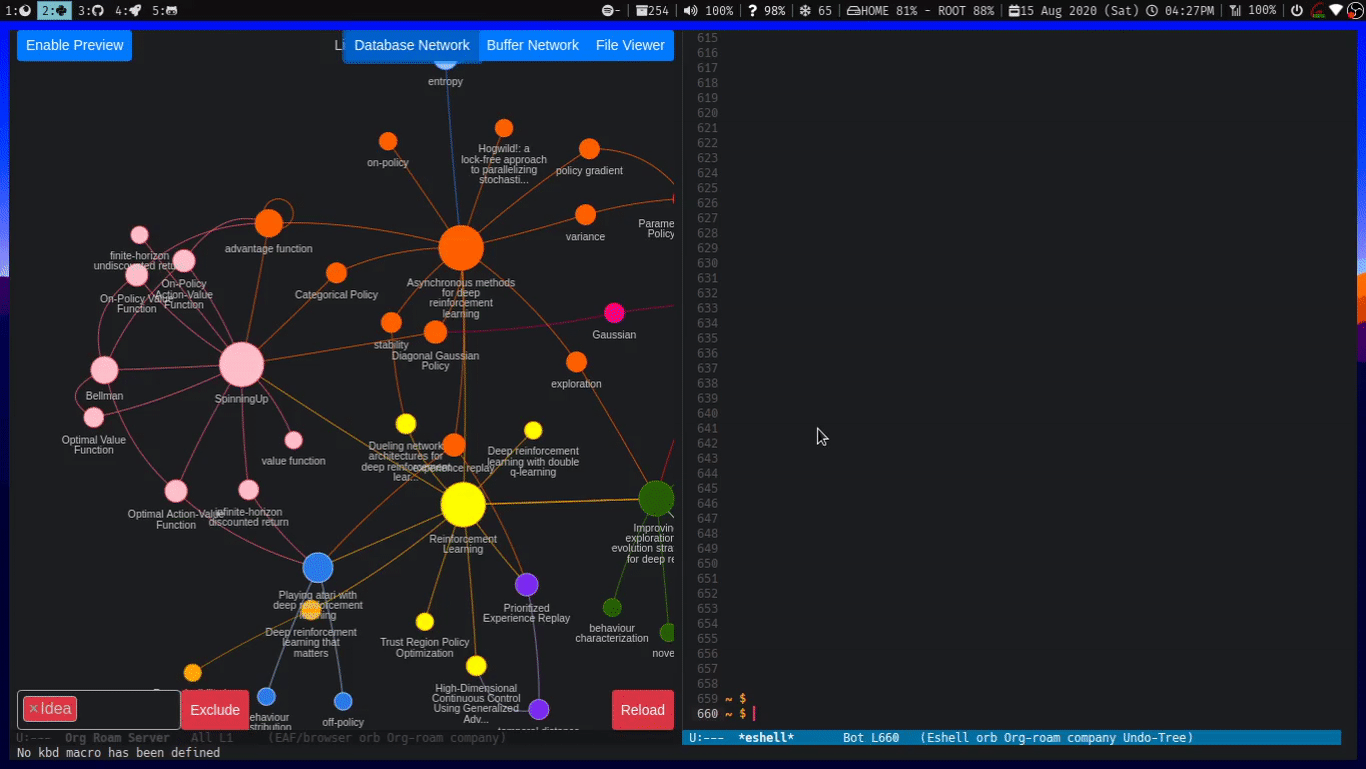 1: 2: 3: 4: 5:
- 254 100% ? 98% 65 HOME 81% - ROOT 88% 15 Aug 2020 (Sat) 04:27PM 100%
Enable Preview
Li
Database Network
Buffer Network
File Viewer
entropy
on-policy
Hogwild!: a
lock-free approach
to parallelizing
stochasti...
policy gradient
variance
Parame
Policy
advantage function
finite-horizon
undiscounted retu
On-Policy Value
Function
On-Policy
Action-Value
Function
Categorical Policy
Asynchronous methods
for deep
reinforcement
learning
stability
Diagonal Gaussian
Policy
Gaussian
exploration
Bellman
SpinningUp
Optimal Value
Function
value function
Dueling network
architectures for
deep reinforcement
lear...
experience replay
Deep reinforcement
learning with double
q-learning
Optimal Action-Value
Function
infinite-horizon
discounted return
Reinforcement
Learning
Improvin
exploration
evolution stra
for deep re
Playing atari with
deep reinforcement
learning
Deep reinforcement
learning that
matters
Trust Region Policy
Optimization
Prioritized
Experience Replay
behaviour
characterization
nove
High-Dimensional
Continuous Control
Using Generalized
Adv...
off-policy
×Idea
Exclude
Reload
U:--- Org Roam Server All L1 (EAF/browser orb Org-roam company)
No kbd macro has been defined
615
616
617
618
619
620
621
622
623
624
625
626
627
628
629
630
631
632
633
634
635
636
637
638
639
640
641
642
643
644
645
646
647
648
649
650
651
652
653
654
655
656
657
658
659 ~ $
660 ~ $
U:--- *eshell* Bot L660 (Eshell orb Org-roam company Undo-Tree)